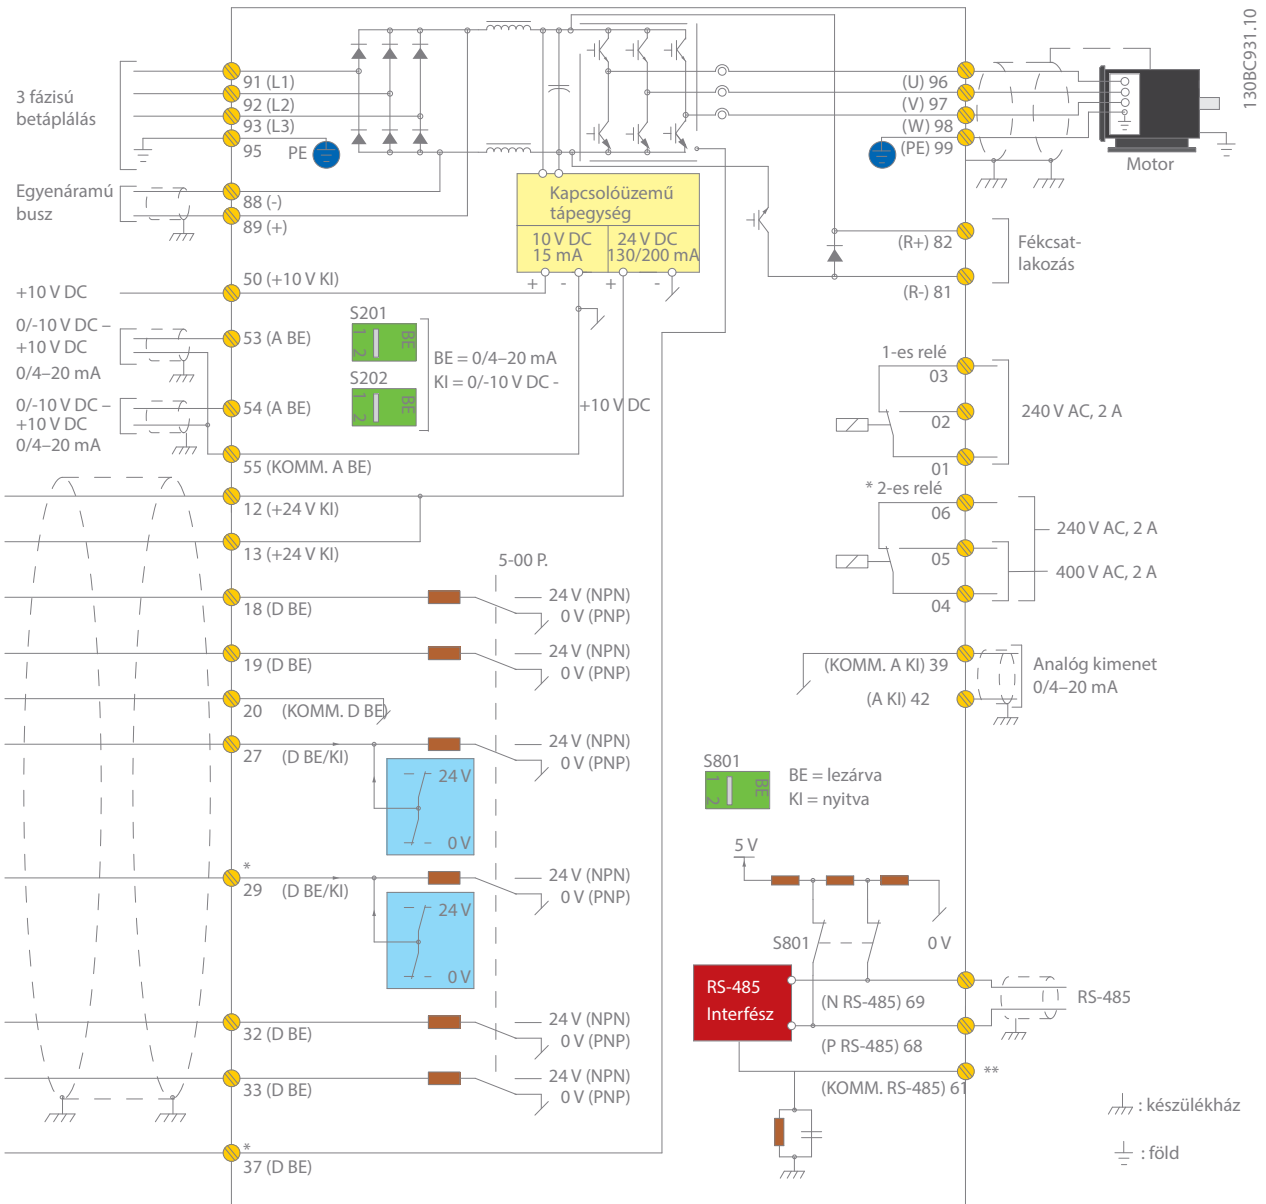 130BC931.10
3 fázisú
betáplálás
91 (L1)
92 (L2)
93 (L3)
95
PE
(U) 96
(V) 97
(W) 98
(PE) 99
Motor
Egyenáramú
busz
88 (-)
89 (+)
Kapcsolóüzemű
tápegység
10 V DC
15 mA
24 V DC
130/200 mA
+ - + -
(R+) 82
(R-) 81
Fékcsat-
lakozás
+10 V DC
50 (+10 V KI)
0/-10 V DC –
+10 V DC
0/4–20 mA
53 (A BE)
S201
1
2
BE
S202
1
2
BE
BE = 0/4–20 mA
KI = 0/-10 V DC -
+10 V DC
0/-10 V DC –
+10 V DC
0/4–20 mA
54 (A BE)
55 (KOMM. A BE)
1-es relé
03
02
01
240 V AC, 2 A
12 (+24 V KI)
13 (+24 V KI)
* 2-es relé
06
05
04
240 V AC, 2 A
400 V AC, 2 A
5-00 P.
18 (D BE)
24 V (NPN)
0 V (PNP)
19 (D BE)
24 V (NPN)
0 V (PNP)
20 (KOMM. D BE)
(KOMM. A KI) 39
(A KI) 42
Analóg kimenet
0/4–20 mA
27 (D BE/KI)
24 V (NPN)
0 V (PNP)
24 V
0 V
S801
1
2
BE
BE = lezárva
KI = nyitva
*
29 (D BE/KI)
24 V (NPN)
0 V (PNP)
24 V
0 V
5 V
S801
0 V
RS-485
Interfész
(N RS-485) 69
(P RS-485) 68
RS-485
(KOMM. RS-485) 61
**
32 (D BE)
24 V (NPN)
0 V (PNP)
33 (D BE)
24 V (NPN)
0 V (PNP)
*
37 (D BE)
: készülékház
: föld